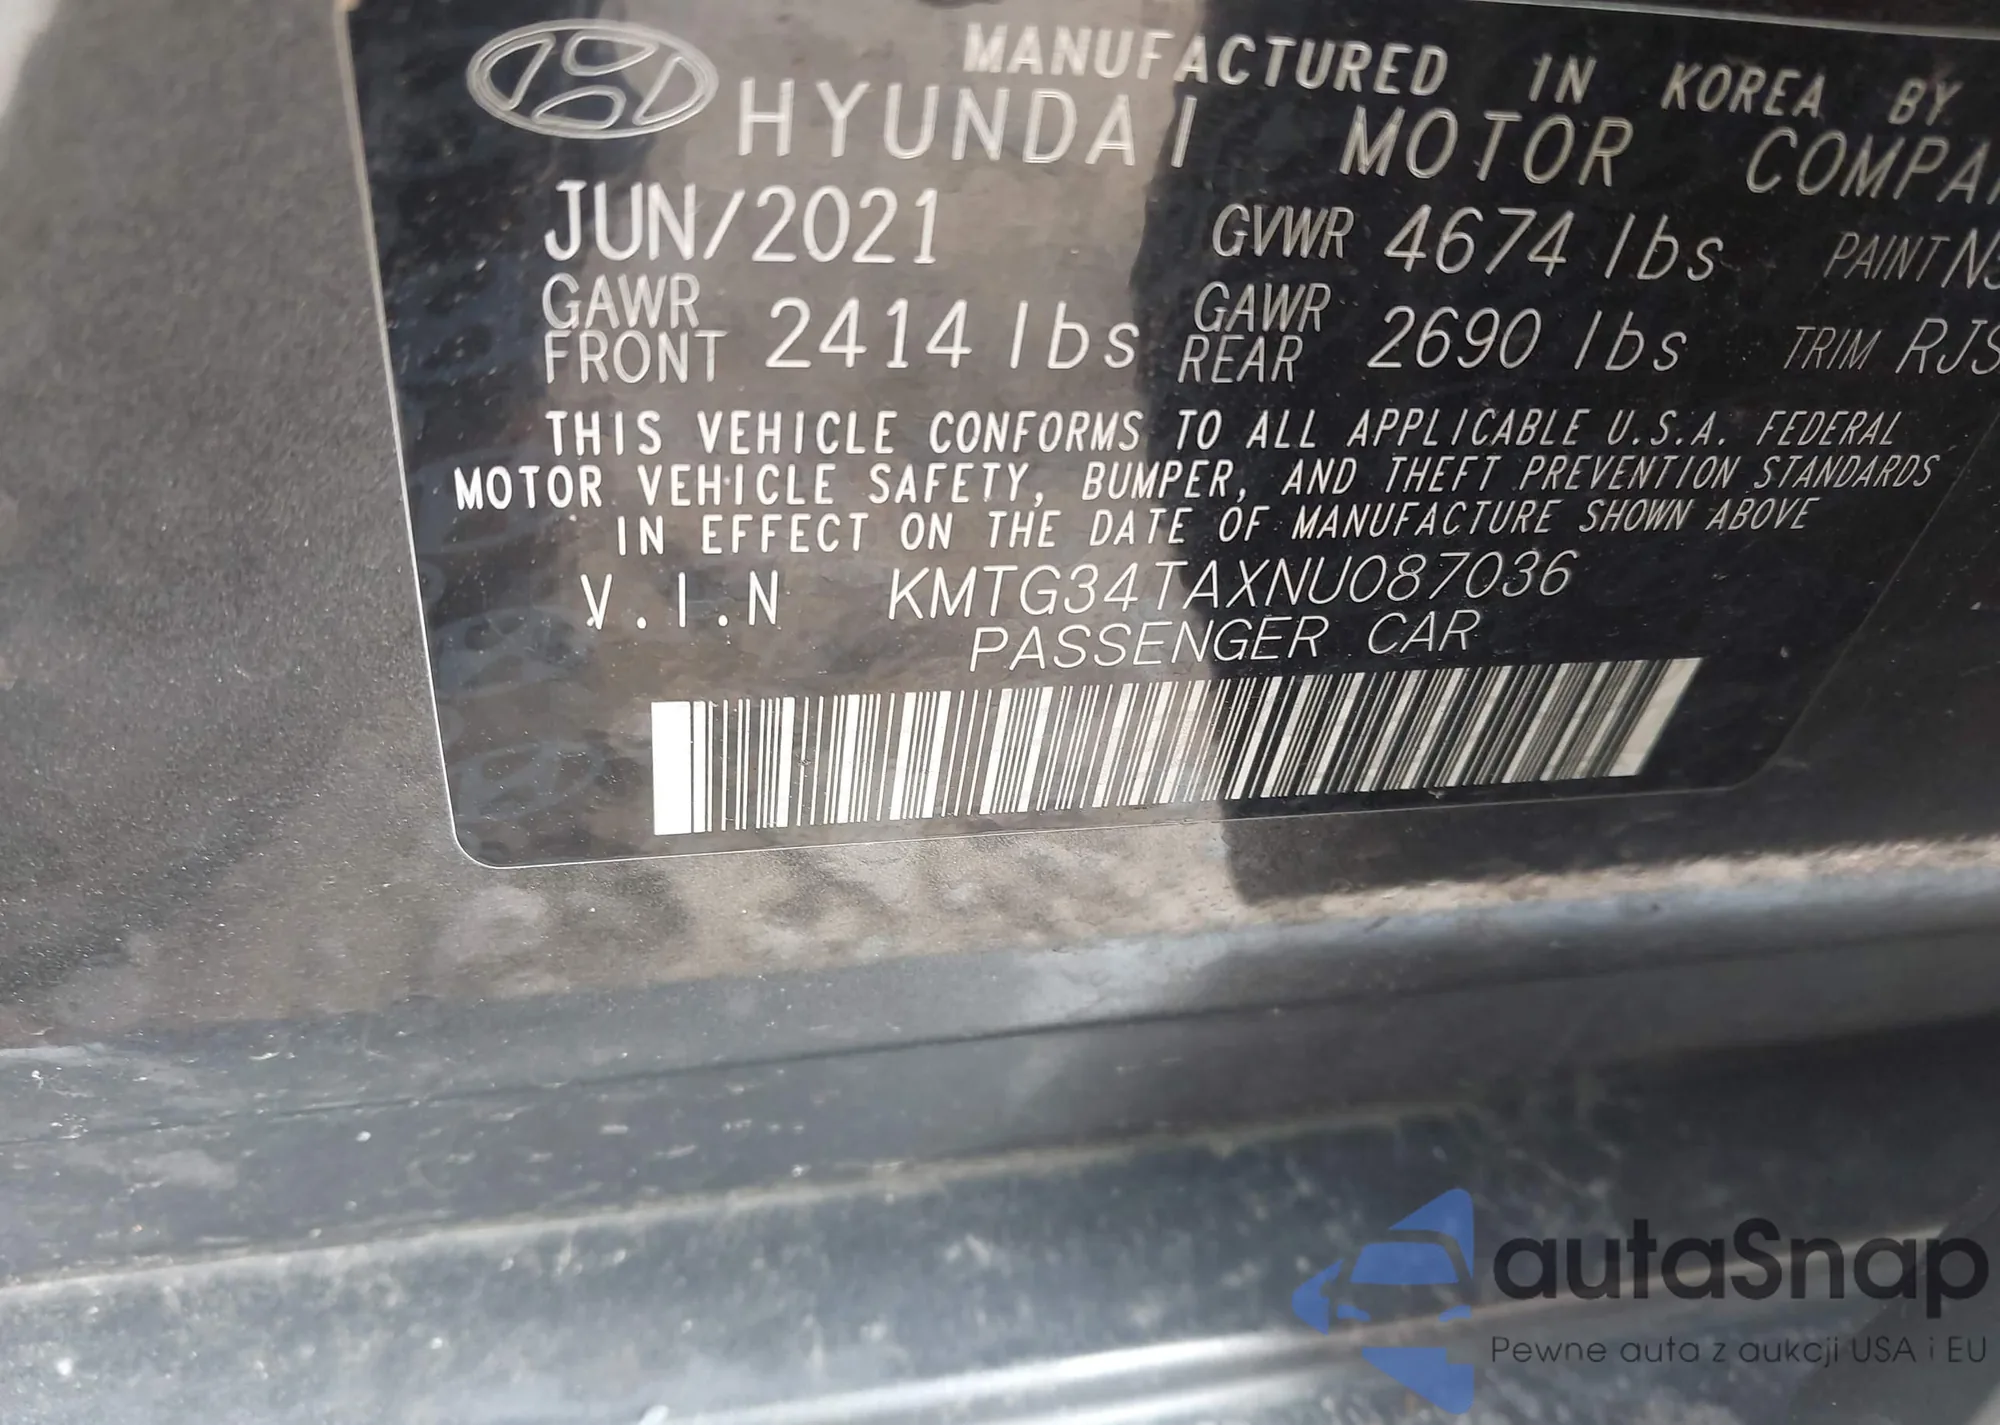 MANUFACTURED IN KOREA BY
HYUNDAI MOTOR
JUN/2021 GVWR 4674 lbs PAINT
GAWR FRONT 2414 lbs GAWR REAR 2690 lbs TRIM
THIS VEHICLE CONFORMS TO ALL APPLICABLE U.S.A. FEDERAL
MOTOR VEHICLE SAFETY, BUMPER, AND THEFT PREVENTION STANDARDS
IN EFFECT ON THE DATE OF MANUFACTURE SHOWN ABOVE
V.I.N KMTG34TAXNU087036
PASSENGER CAR
autaSnap
Pewne auta z aukcji USA i EU